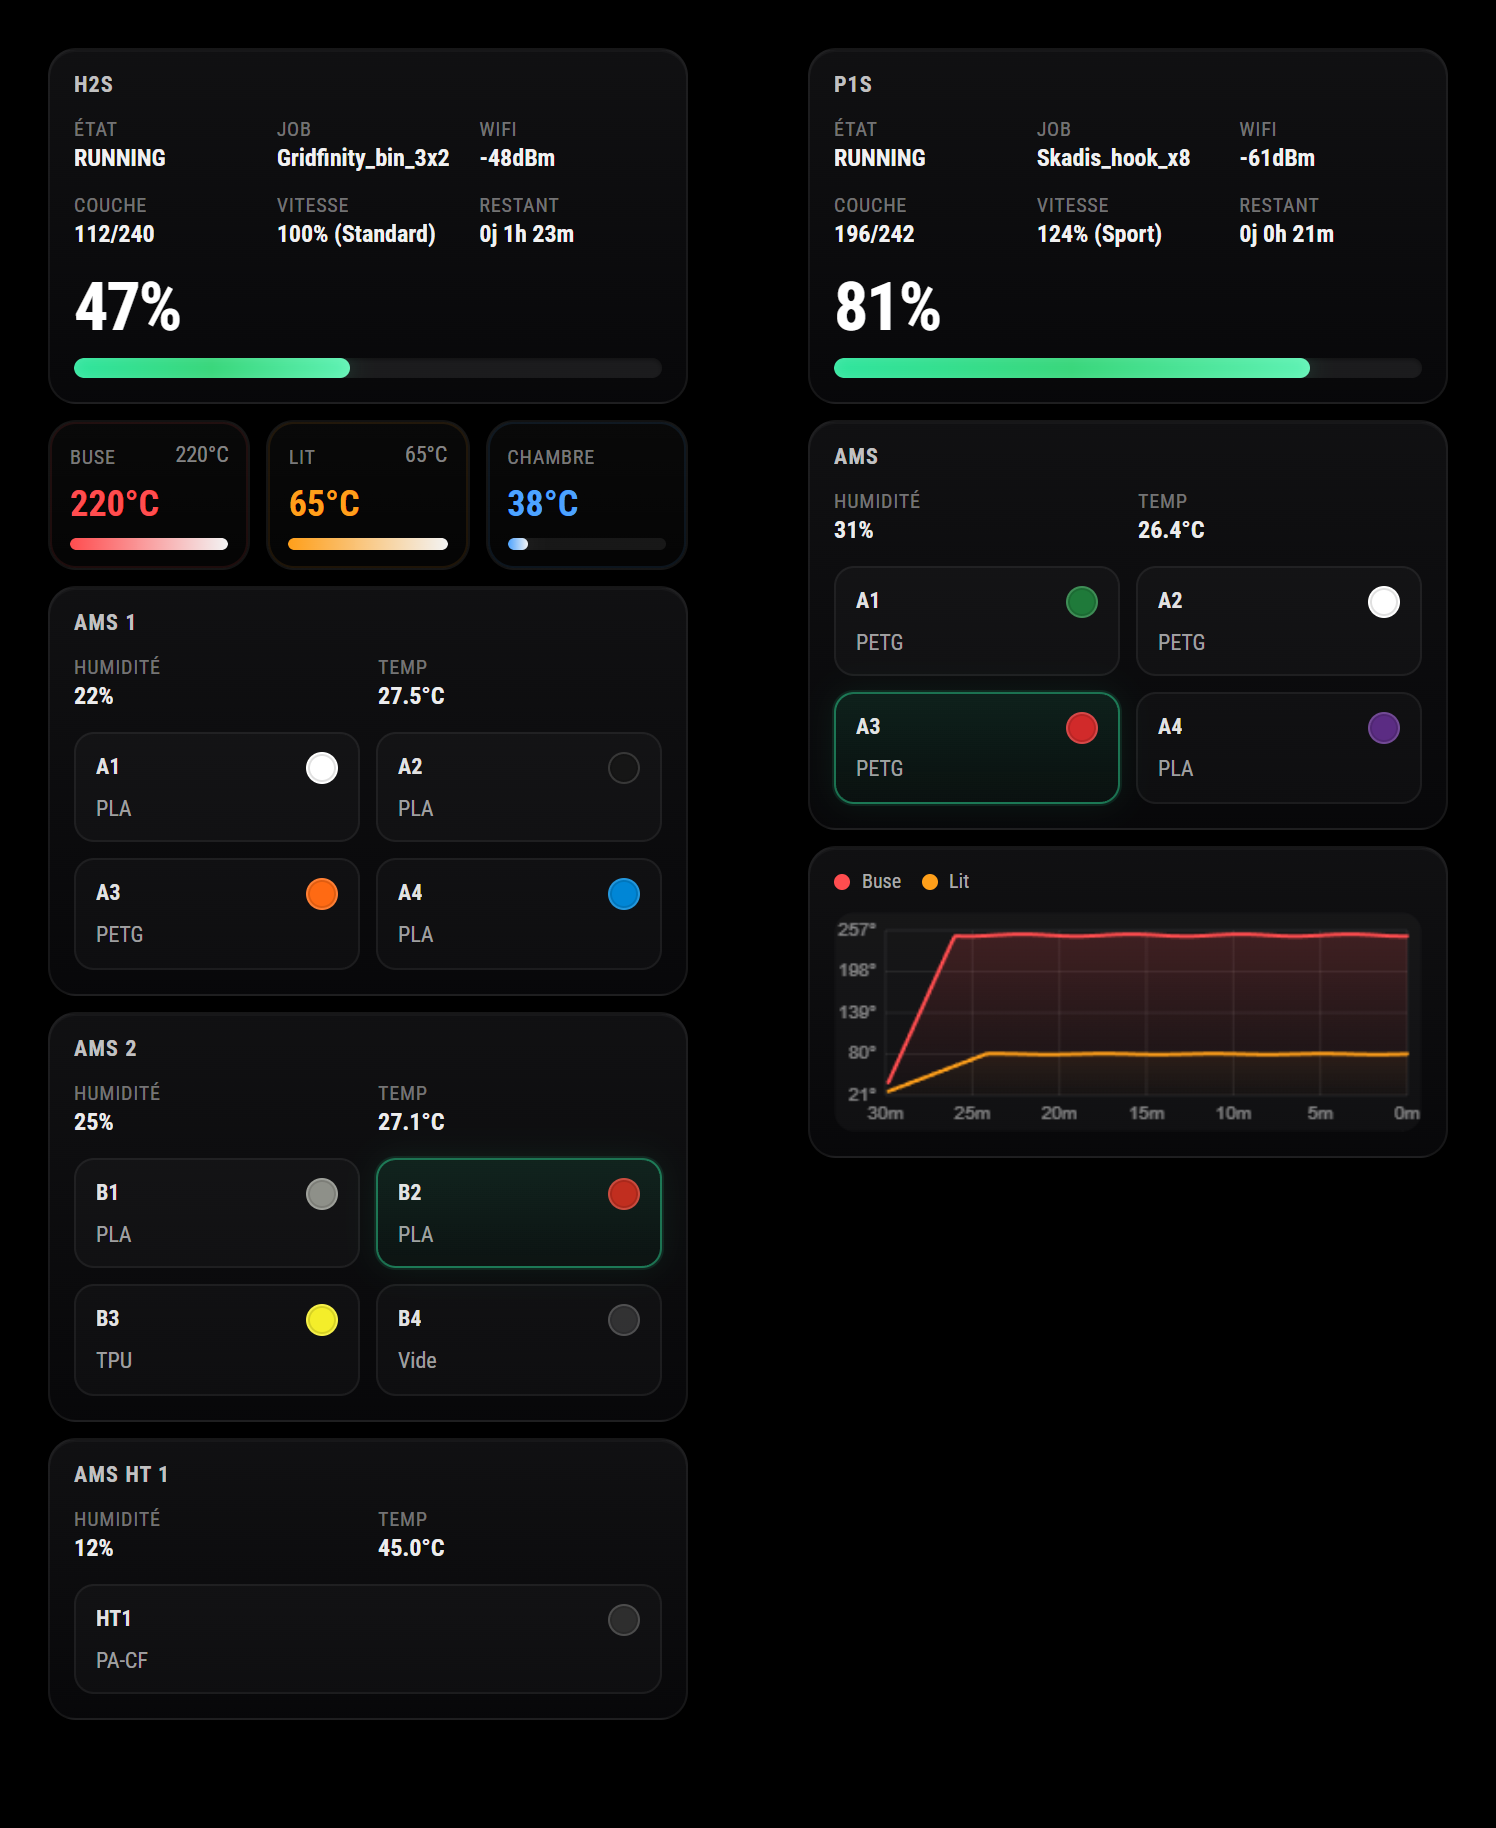 H2S
ÉTAT JOB WIFI
RUNNING Gridfinity_bin_3x2 -48dBm
COUCHE VITESSE RESTANT
112/240 100% (Standard) 0j 1h 23m
47%
BUSE 220°C
220°C
LIT 65°C
65°C
CHAMBRE
38°C
AMS 1
HUMIDITÉ TEMP
22% 27.5°C
A1
PLA
A2
PLA
A3
PETG
A4
PLA
AMS 2
HUMIDITÉ TEMP
25% 27.1°C
B1
PLA
B2
PLA
B3
TPU
B4
Vide
AMS HT 1
HUMIDITÉ TEMP
12% 45.0°C
HT1
PA-CF
P1S
ÉTAT JOB WIFI
RUNNING Skadis_hook_x8 -61dBm
COUCHE VITESSE RESTANT
196/242 124% (Sport) 0j 0h 21m
81%
AMS
HUMIDITÉ TEMP
31% 26.4°C
A1
PETG
A2
PETG
A3
PETG
A4
PLA
Buse Lit
257°
198°
139°
80°
21°
30m 25m 20m 15m 10m 5m 0m